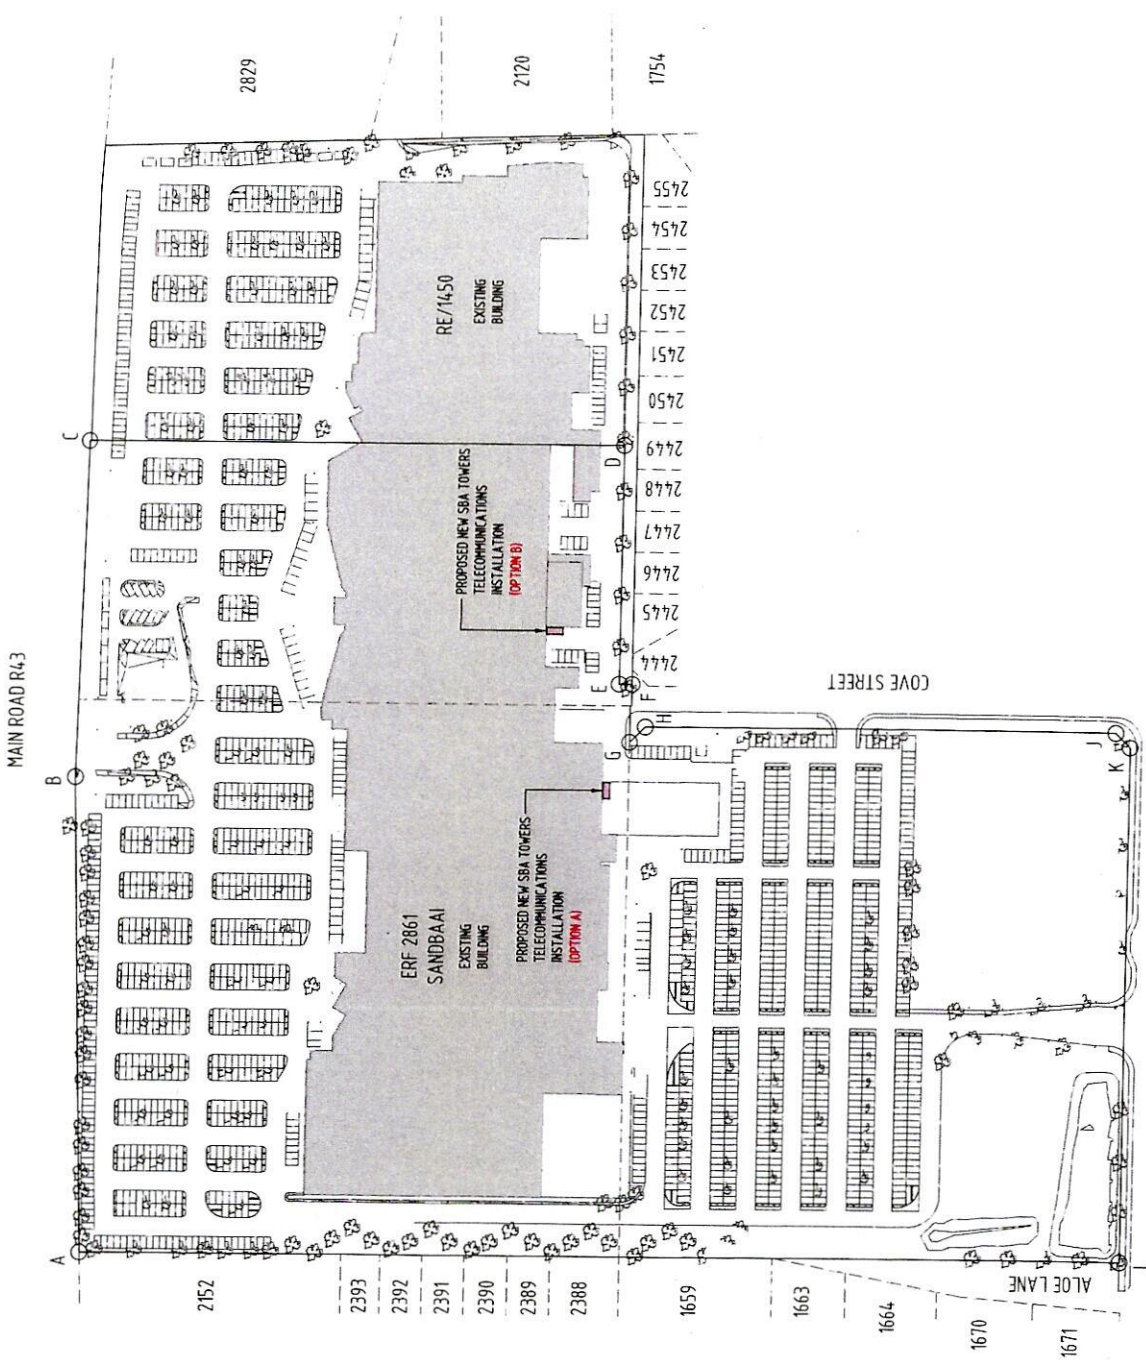 MAIN ROAD R43
A
B
C
2829
2120
1754
RE/1450
EXISTING
BUILDING
PROPOSED NEW SBA TOWERS
TELECOMMUNICATIONS
INSTALLATION
(OPTION B)
ERF 2861
SANDBAAI
EXISTING
BUILDING
PROPOSED NEW SBA TOWERS
TELECOMMUNICATIONS
INSTALLATION
(OPTION A)
D
E
F
G
H
J
K
2455
2454
2453
2452
2451
2450
2449
2448
2447
2446
2445
2444
COVE STREET
2152
2393
2392
2391
2390
2389
2388
1659
1663
1664
1670
1671
ALOE LANE